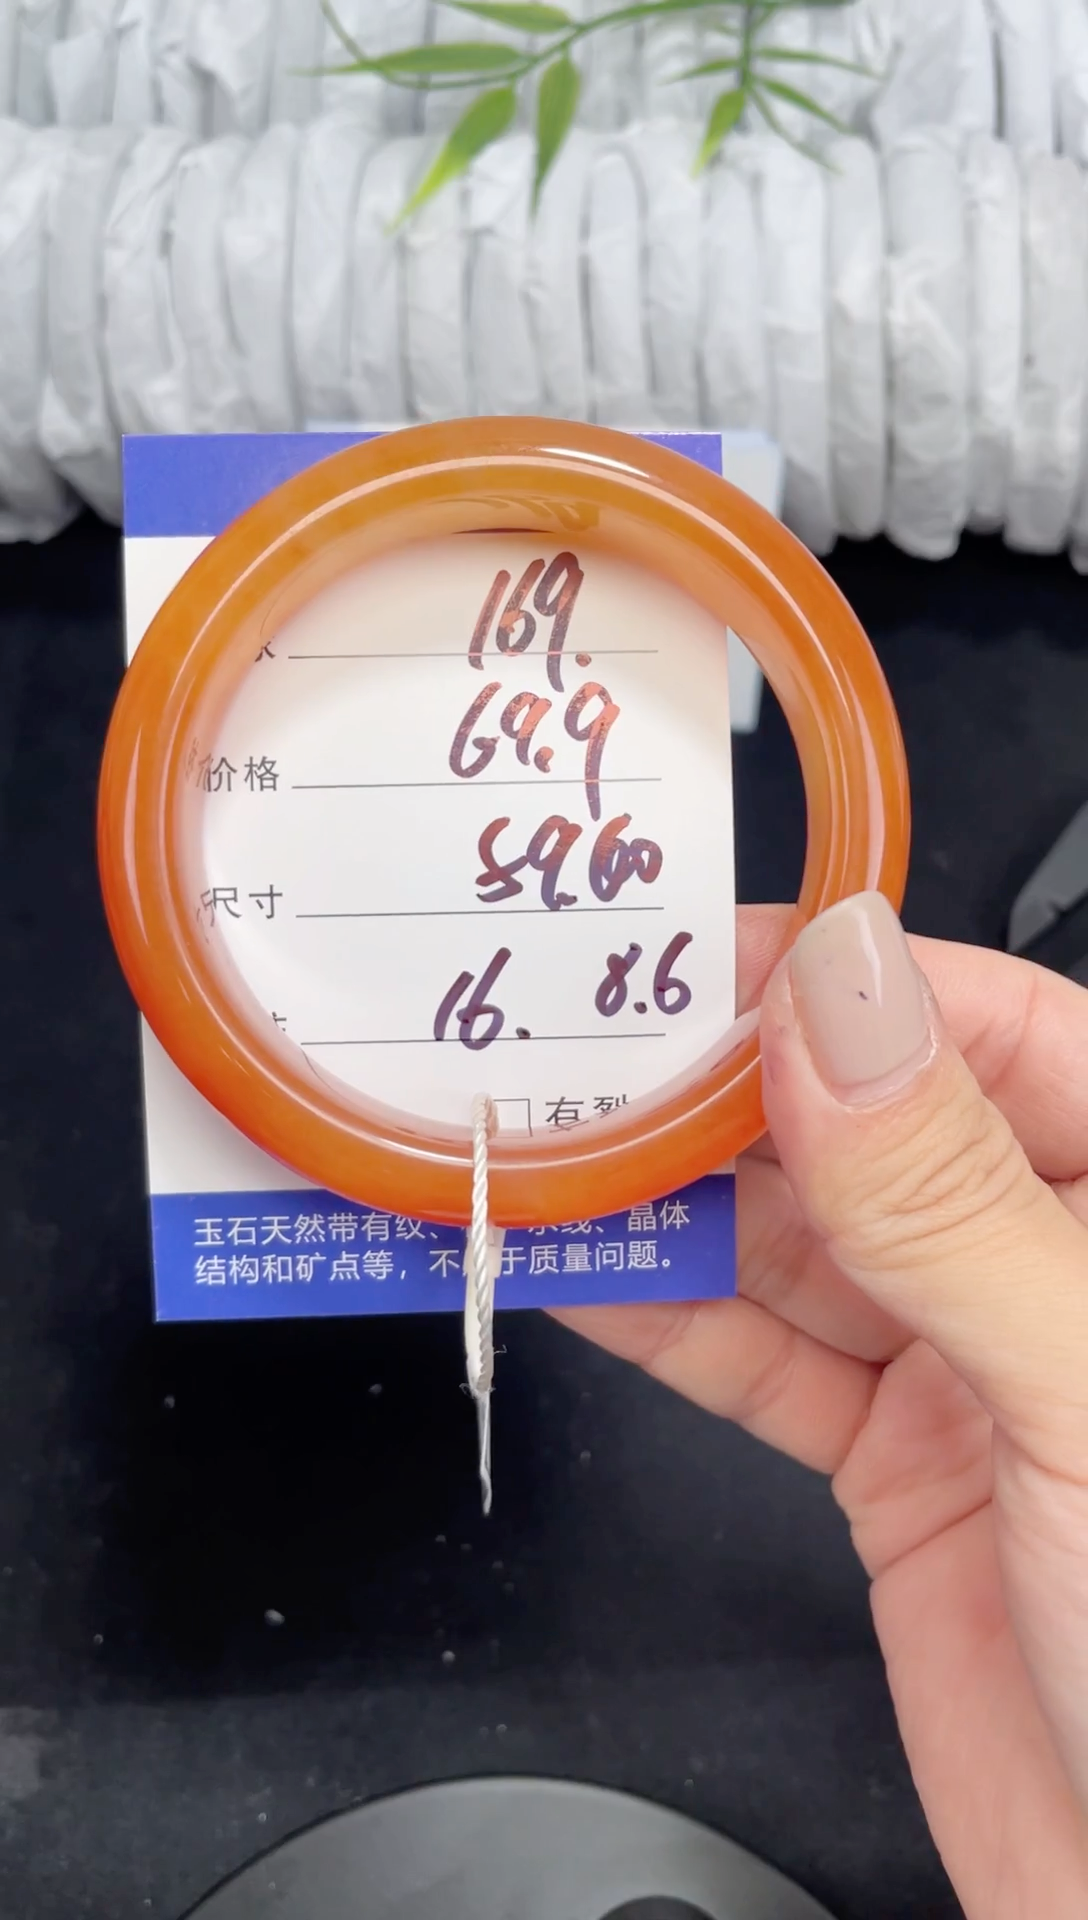 169.
69.9
价格
59.60
尺寸
16. 8.6
有裂
玉石天然带有纹、水线、晶体
结构和矿点等，不于质量问题。